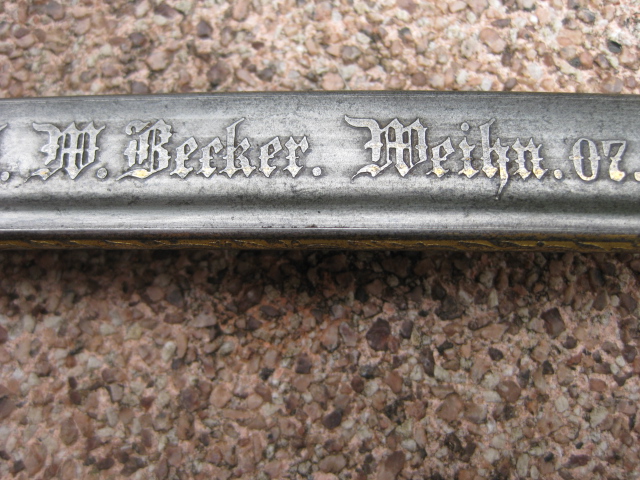 . W. Becker. Weihn. 07.